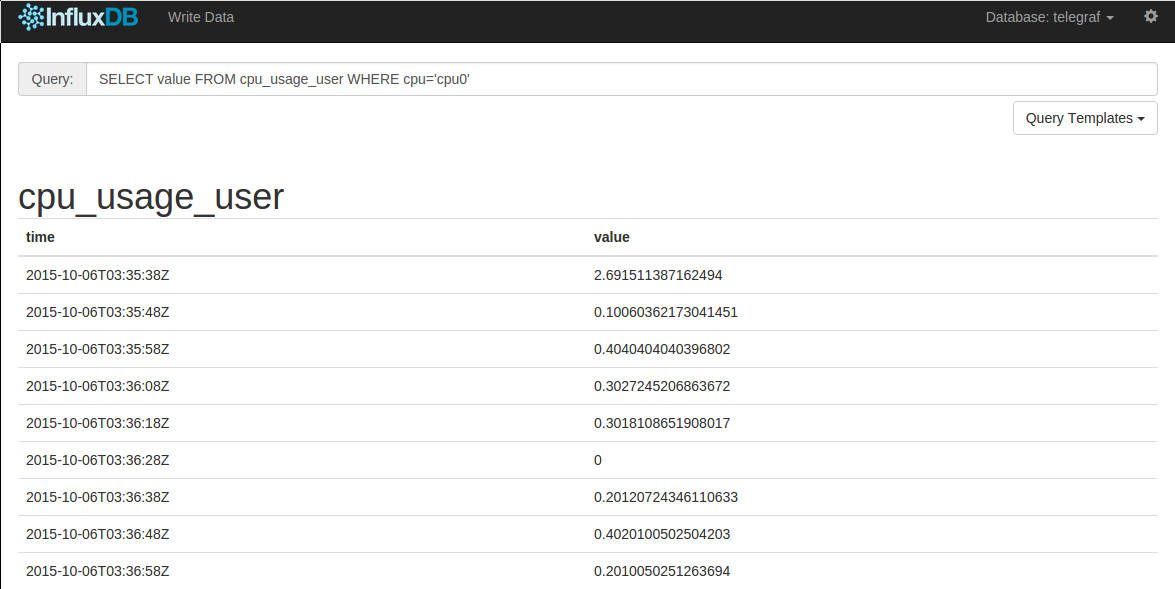 InfluxDB Write Data Database: telegraf
Query: SELECT value FROM cpu_usage_user WHERE cpu='cpu0'
Query Templates
cpu_usage_user
time value
2015-10-06T03:35:38Z 2.691511387162494
2015-10-06T03:35:48Z 0.10060362173041451
2015-10-06T03:35:58Z 0.4040404040396802
2015-10-06T03:36:08Z 0.3027245206863672
2015-10-06T03:36:18Z 0.3018108651908017
2015-10-06T03:36:28Z 0
2015-10-06T03:36:38Z 0.20120724346110633
2015-10-06T03:36:48Z 0.4020100502504203
2015-10-06T03:36:58Z 0.2010050251263694